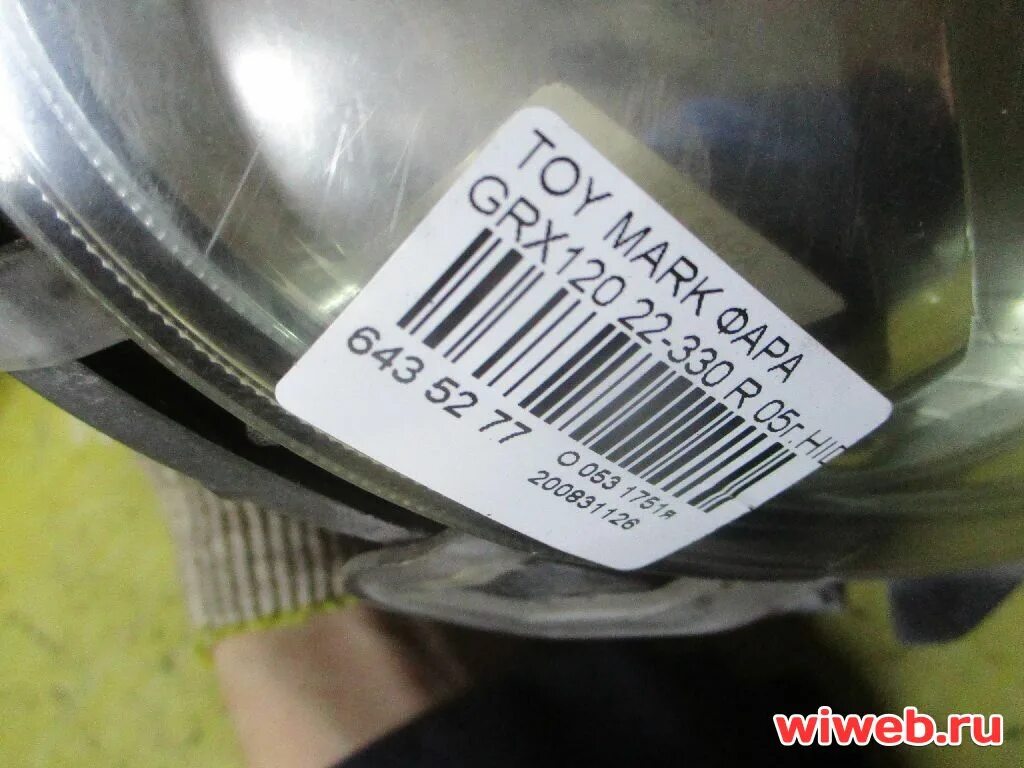 TOY MARK ФАРА
GRX120 22-330 R 05г. HID
643 52 77
О 053 1751я
200831126
wiweb.ru